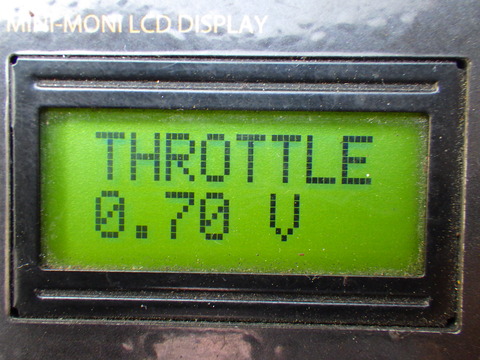 MINI-MONI LCD DISPLAY
THROTTLE
0.70 V